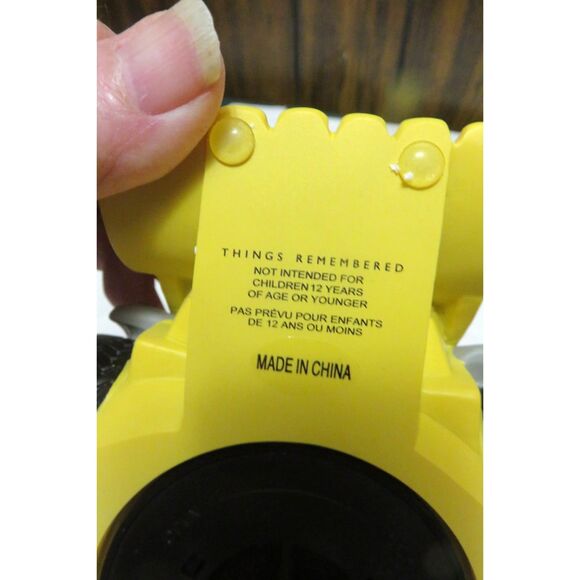 THINGS REMEMBERED
NOT INTENDED FOR
CHILDREN 12 YEARS
OF AGE OR YOUNGER
PAS PRÉVU POUR ENFANTS
DE 12 ANS OU MOINS
MADE IN CHINA